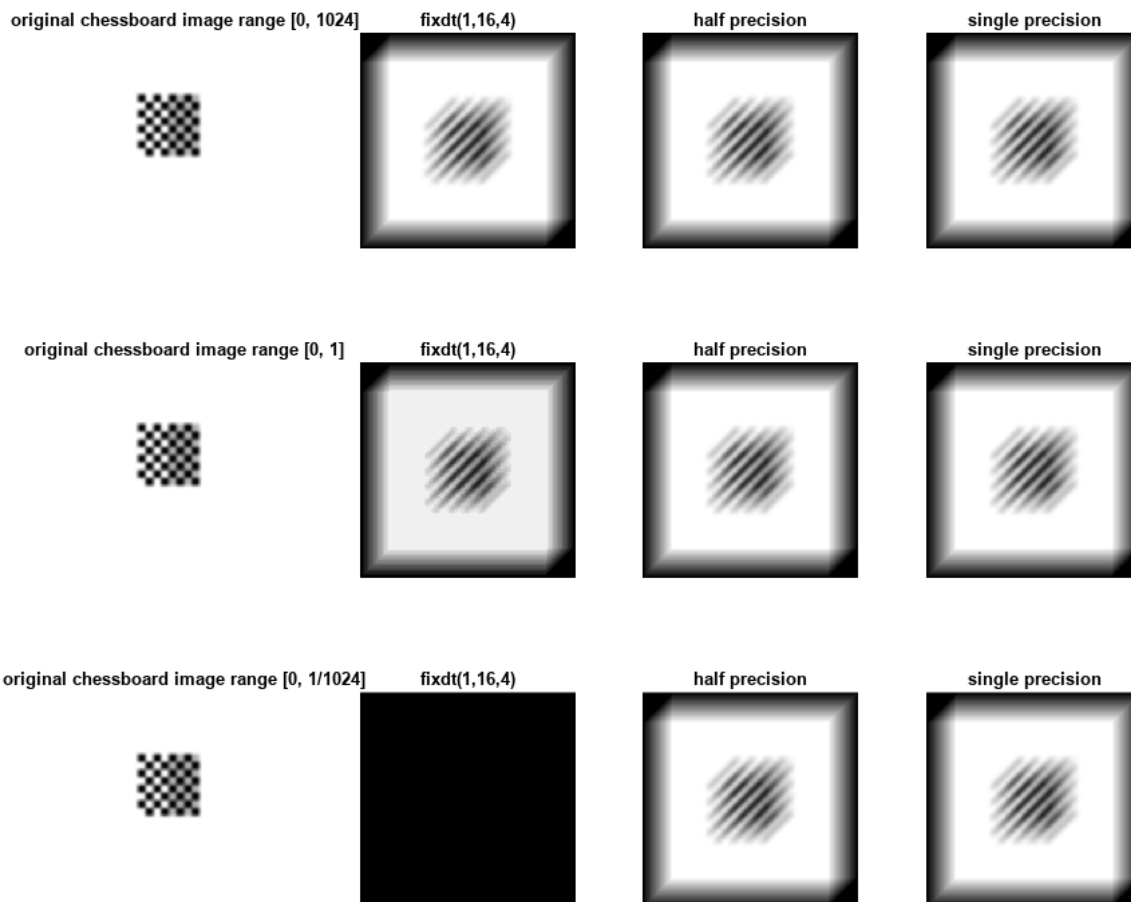 original chessboard image range [0, 1024] fixdt(1,16,4) half precision single precision
original chessboard image range [0, 1] fixdt(1,16,4) half precision single precision
original chessboard image range [0, 1/1024] fixdt(1,16,4) half precision single precision